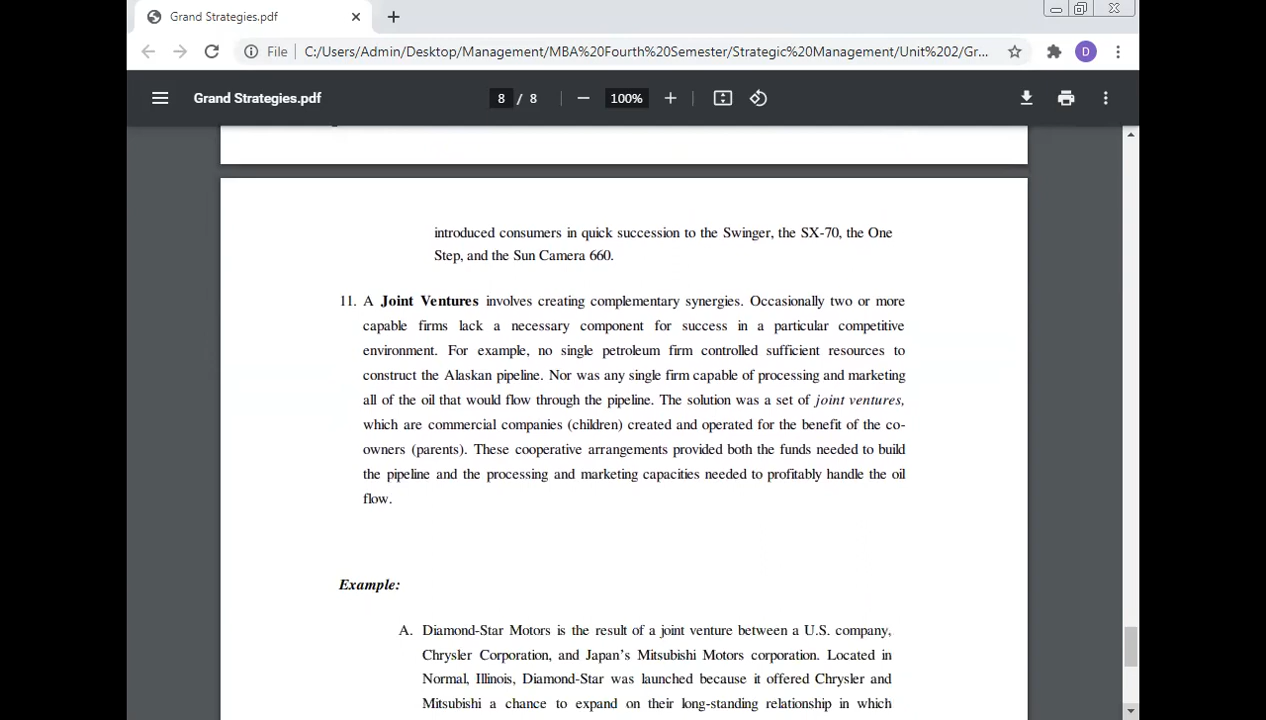 Grand Strategies.pdf
File C:/Users/Admin/Desktop/Management/MBA%20Fourth%20Semester/Strategic%20Management/Unit%202/Gr...
D
Grand Strategies.pdf 8 / 8 100%
introduced consumers in quick succession to the Swinger, the SX-70, the One
Step, and the Sun Camera 660.
11. A Joint Ventures involves creating complementary synergies. Occasionally two or more
capable firms lack a necessary component for success in a particular competitive
environment. For example, no single petroleum firm controlled sufficient resources to
construct the Alaskan pipeline. Nor was any single firm capable of processing and marketing
all of the oil that would flow through the pipeline. The solution was a set of joint ventures,
which are commercial companies (children) created and operated for the benefit of the co-
owners (parents). These cooperative arrangements provided both the funds needed to build
the pipeline and the processing and marketing capacities needed to profitably handle the oil
flow.
Example:
A. Diamond-Star Motors is the result of a joint venture between a U.S. company,
Chrysler Corporation, and Japan's Mitsubishi Motors corporation. Located in
Normal, Illinois, Diamond-Star was launched because it offered Chrysler and
Mitsubishi a chance to expand on their long-standing relationship in which